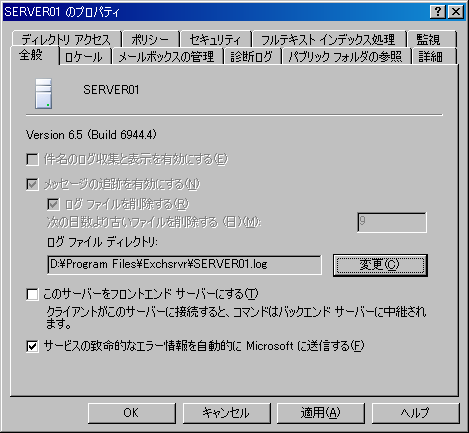 SERVER01 のプロパティ
ディレクトリ アクセス ポリシー セキュリティ フルテキスト インデックス処理 監視
全般 ロケール メールボックスの管理 診断ログ パブリック フォルダの参照 詳細
SERVER01
Version 6.5 (Build 6944.4)
件名のログ収集と表示を有効にする(E)
メッセージの追跡を有効にする(N)
ログ ファイルを削除する(R)
次の日数より古いファイルを削除する (日)(M): 9
ログ ファイル ディレクトリ:
D:¥Program Files¥Exchsrvr¥SERVER01.log 変更(C)
このサーバーをフロントエンド サーバーにする(T)
クライアントがこのサーバーに接続すると、コマンドはバックエンド サーバーに中継され
ます。
サービスの致命的なエラー情報を自動的に Microsoft に送信する(F)
OK キャンセル 適用(A) ヘルプ